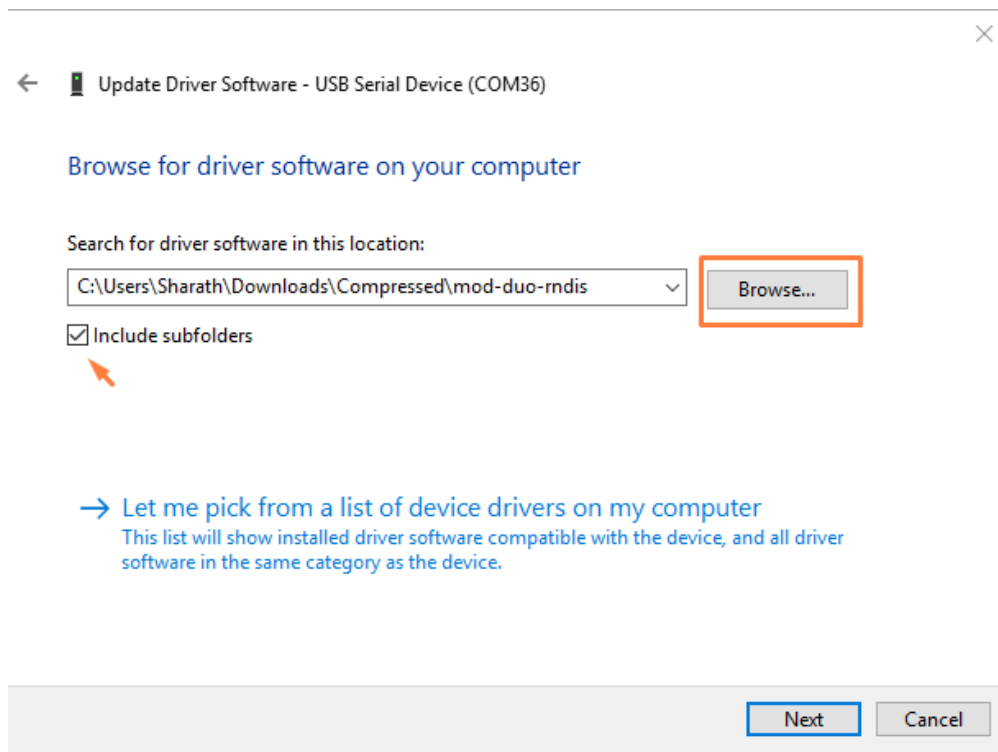 Update Driver Software - USB Serial Device (COM36)
Browse for driver software on your computer
Search for driver software in this location:
C:\Users\Sharath\Downloads\Compressed\mod-duo-rndis
Browse...
Include subfolders
Let me pick from a list of device drivers on my computer
This list will show installed driver software compatible with the device, and all driver
software in the same category as the device.
Next
Cancel